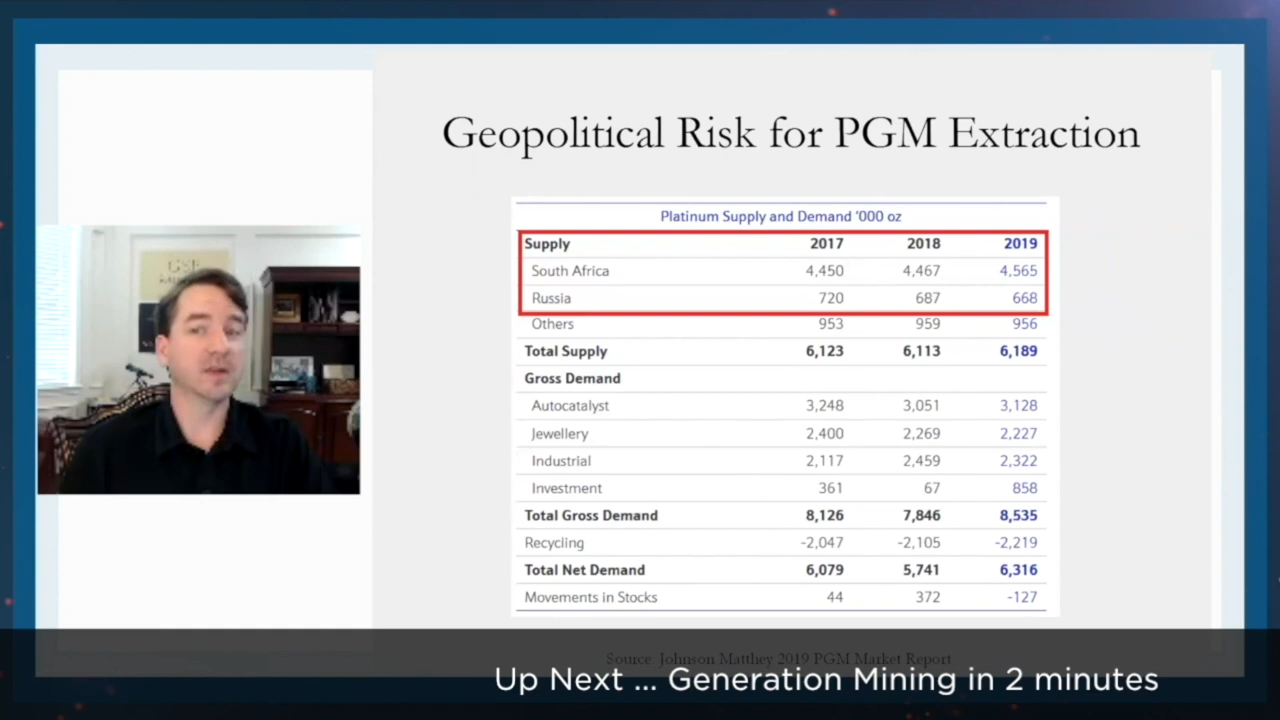 Geopolitical Risk for PGM Extraction
Platinum Supply and Demand '000 oz
Supply 2017 2018 2019
South Africa 4,450 4,467 4,565
Russia 720 687 668
Others 953 959 956
Total Supply 6,123 6,113 6,189
Gross Demand
Autocatalyst 3,248 3,051 3,128
Jewellery 2,400 2,269 2,227
Industrial 2,117 2,459 2,322
Investment 361 67 858
Total Gross Demand 8,126 7,846 8,535
Recycling -2,047 -2,105 -2,219
Total Net Demand 6,079 5,741 6,316
Movements in Stocks 44 372 -127
Source: Johnson Matthey 2019 PGM Market Report
Up Next ... Generation Mining in 2 minutes